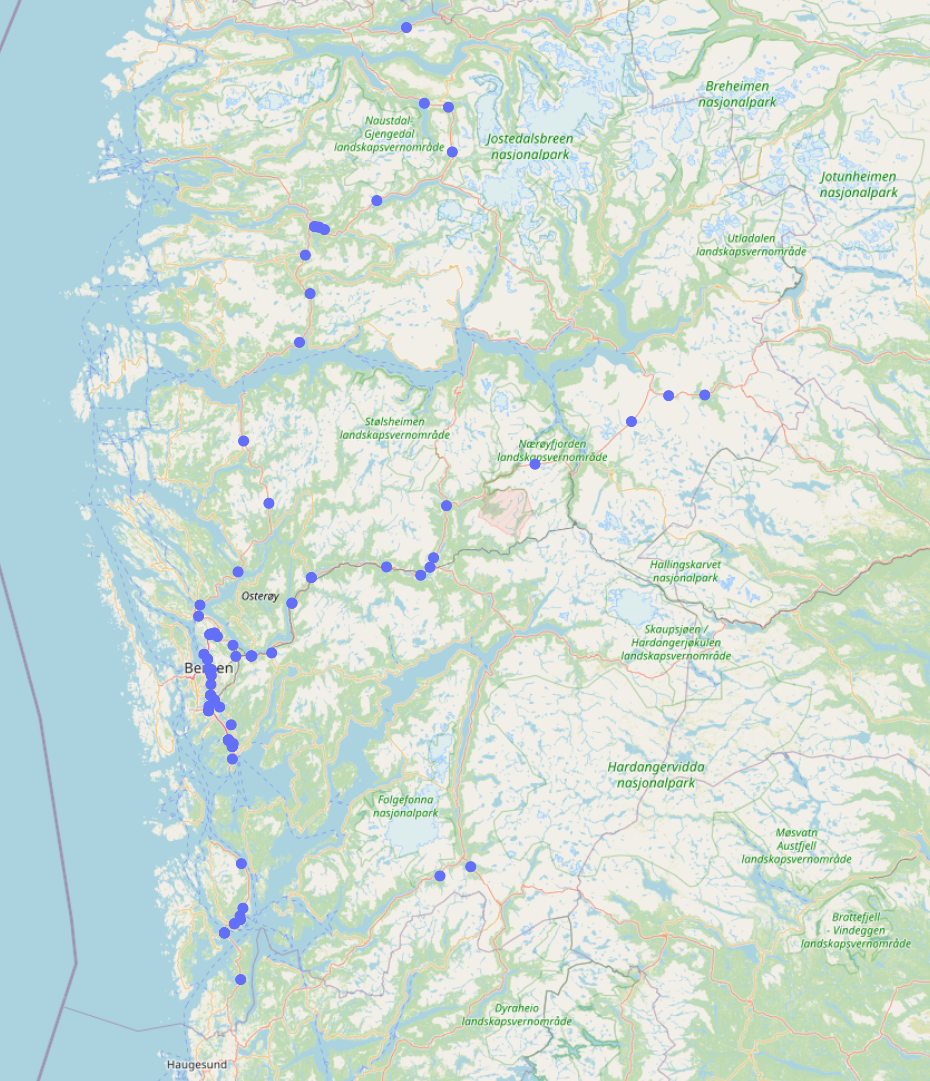 Breheimen
nasjonalpark
Naustdal-
Gjengedal
landskapsvernområde
Jostedalsbreen
nasjonalpark
Jotunheimen
nasjonalpark
Utladalen
landskapsvernområde
Stølsheimen
landskapsvernområde
Nærøyfjorden
landskapsvernområde
Hallingskarvet
nasjonalpark
Osterøy
Skaupsjøen /
Hardangerjøkulen
landskapsvernområde
Bergen
Hardangervidda
nasjonalpark
Folgefonna
nasjonalpark
Møsvatn
Austfjell
landskapsvernområde
Brattefjell
- Vindeggen
landskapsvernområde
Dyraheio
landskapsvernområde
Haugesund